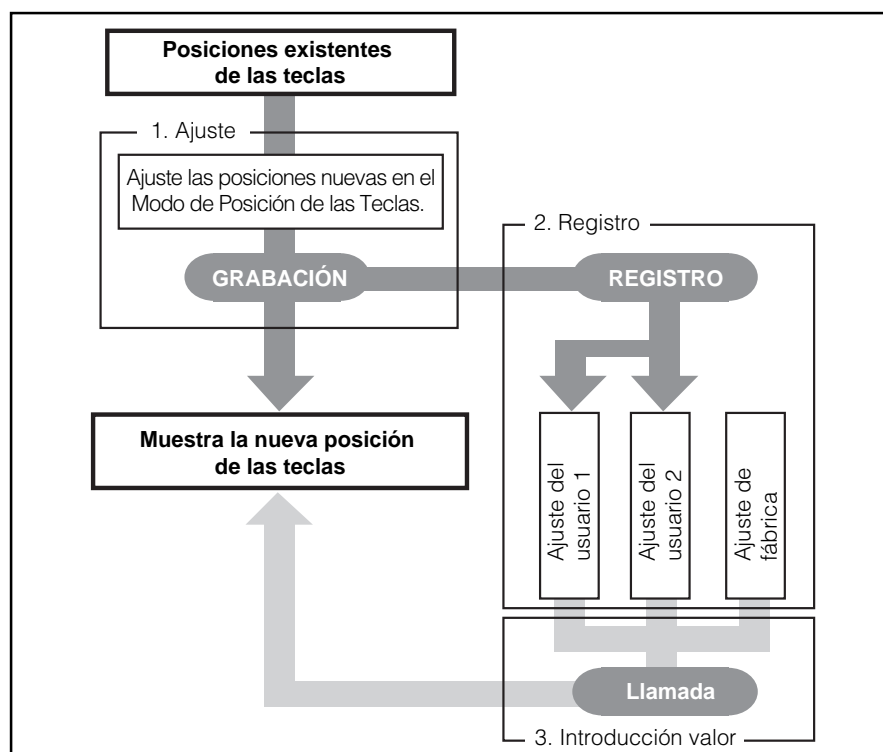 Posiciones existentes
de las teclas
1. Ajuste
Ajuste las posiciones nuevas en el
Modo de Posición de las Teclas.
2. Registro
GRABACIÓN
REGISTRO
Muestra la nueva posición
de las teclas
Ajuste del
usuario 1
Ajuste del
usuario 2
Ajuste de
fábrica
Llamada
3. Introducción valor